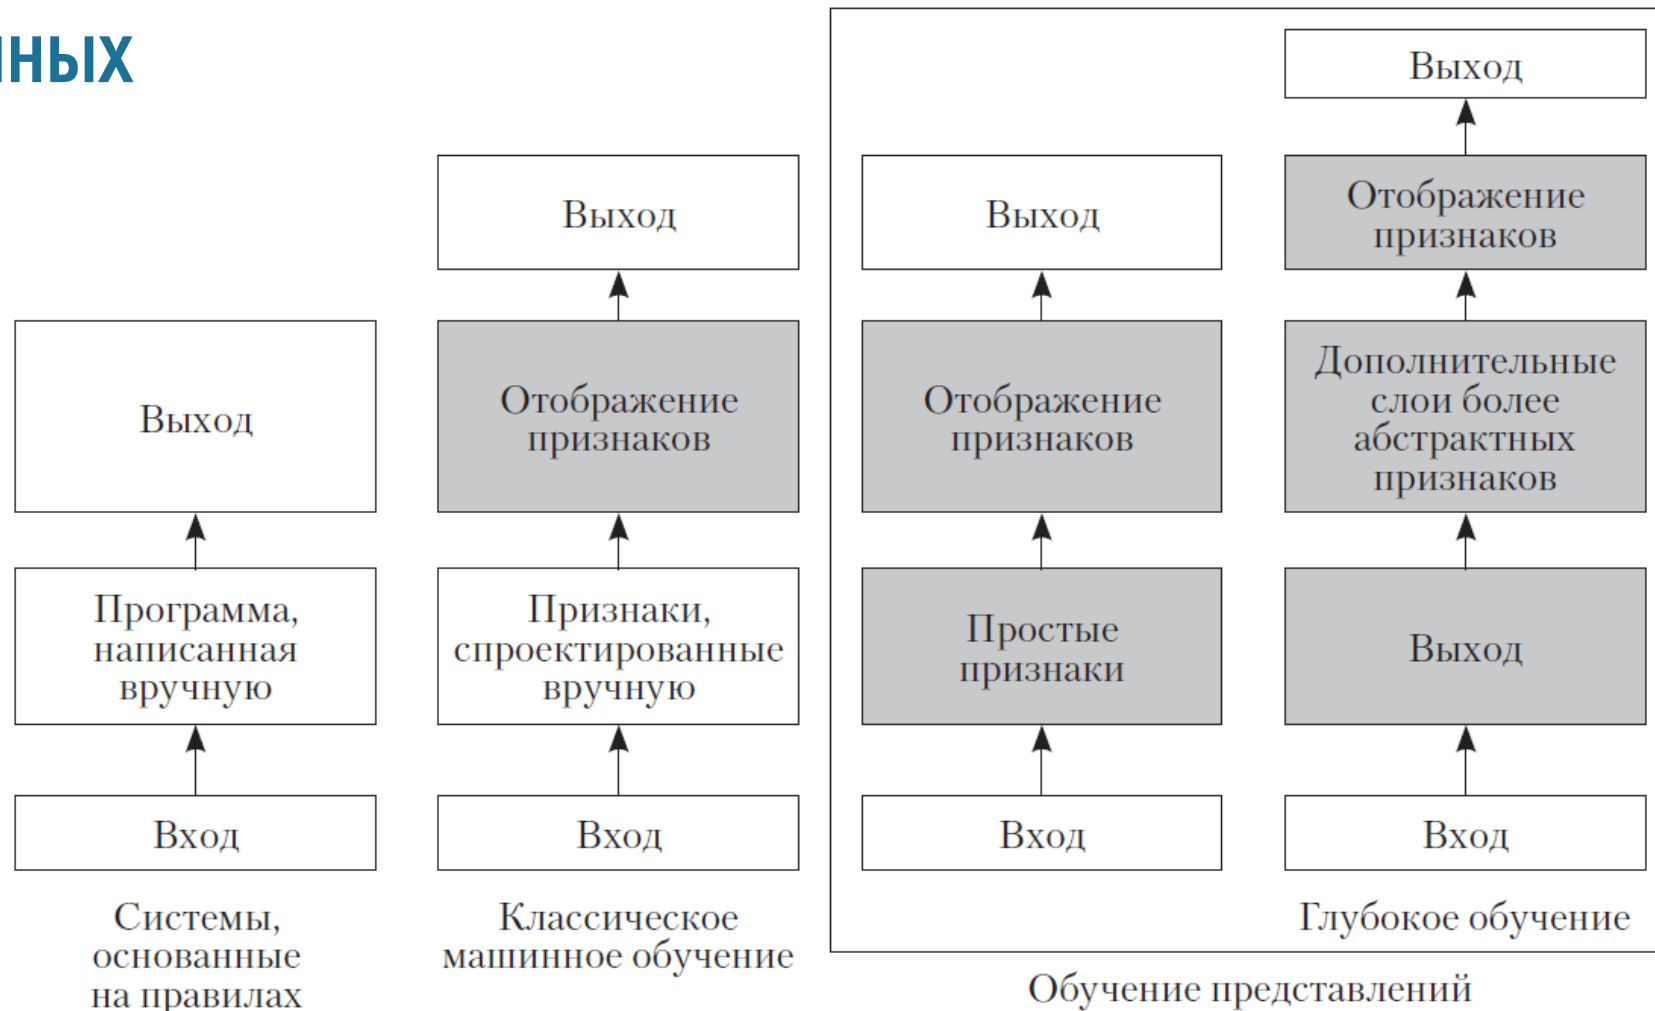 нных
Выход
Программа,
написанная
вручную
Вход
Системы,
основанные
на правилах
Выход
Отображение
признаков
Признаки,
спроектированные
вручную
Вход
Классическое
машинное обучение
Выход
Отображение
признаков
Простые
признаки
Вход
Выход
Отображение
признаков
Дополнительные
слои более
абстрактных
признаков
Выход
Вход
Глубокое обучение
Обучение представлений